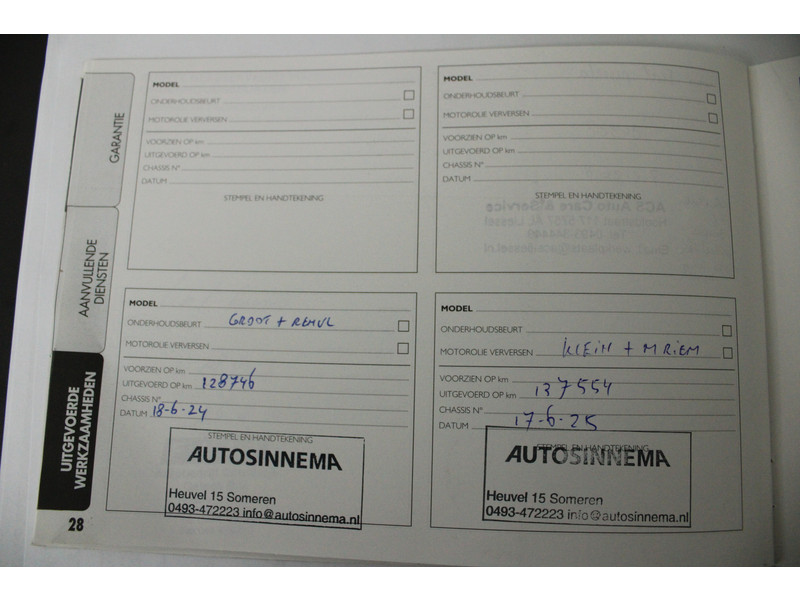 GARANTIE
AANVULLENDE
DIENSTEN
UITGEVOERDE
WERKZAAMHEDEN
28
MODEL
ONDERHOUDSBEURT
MOTOROLIE VERVERSEN
VOORZIEN OP km
UITGEVOERD OP km
CHASSIS N°
DATUM
STEMPEL EN HANDTEKENING
MODEL
ONDERHOUDSBEURT
MOTOROLIE VERVERSEN
VOORZIEN OP km
UITGEVOERD OP km
CHASSIS N°
DATUM
STEMPEL EN HANDTEKENING
MODEL
ONDERHOUDSBEURT GROOT + REMVL
MOTOROLIE VERVERSEN
VOORZIEN OP km
UITGEVOERD OP km 128746
CHASSIS N°
DATUM 18-6-24
STEMPEL EN HANDTEKENING
AUTOSINNEMA
Heuvel 15 Someren
0493-472223 info@autosinnema.nl
MODEL
ONDERHOUDSBEURT
MOTOROLIE VERVERSEN KLEIN + M RIEM
VOORZIEN OP km
UITGEVOERD OP km 137554
CHASSIS N°
DATUM 17-6-25
STEMPEL EN HANDTEKENING
AUTOSINNEMA
Heuvel 15 Someren
0493-472223 info@autosinnema.nl